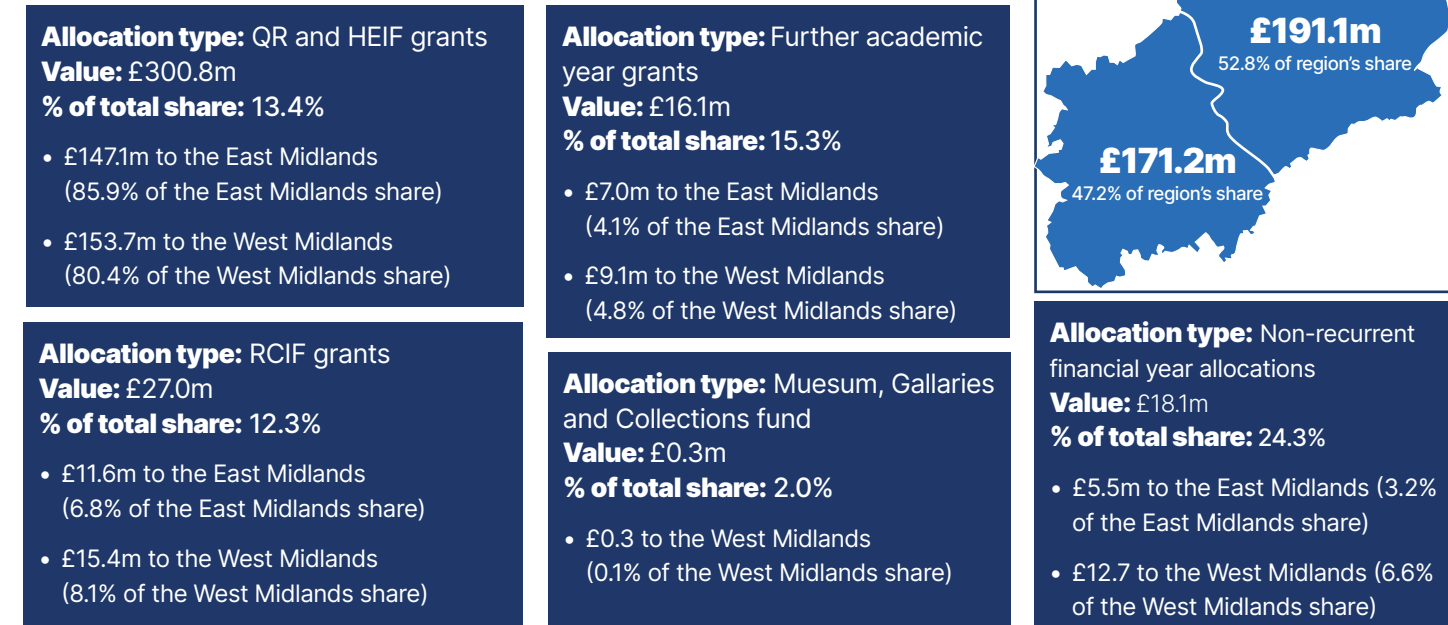 Allocation type: QR and HEIF grants
Value: £300.8m
% of total share: 13.4%
• £147.1m to the East Midlands
(85.9% of the East Midlands share)
• £153.7m to the West Midlands
(80.4% of the West Midlands share)
Allocation type: RCIF grants
Value: £27.0m
% of total share: 12.3%
• £11.6m to the East Midlands
(6.8% of the East Midlands share)
• £15.4m to the West Midlands
(8.1% of the West Midlands share)
Allocation type: Further academic
year grants
Value: £16.1m
% of total share: 15.3%
• £7.0m to the East Midlands
(4.1% of the East Midlands share)
• £9.1m to the West Midlands
(4.8% of the West Midlands share)
Allocation type: Muesum, Gallaries
and Collections fund
Value: £0.3m
% of total share: 2.0%
• £0.3 to the West Midlands
(0.1% of the West Midlands share)
£191.1m
52.8% of region's share
£171.2m
47.2% of region's share
Allocation type: Non-recurrent
financial year allocations
Value: £18.1m
% of total share: 24.3%
• £5.5m to the East Midlands (3.2%
of the East Midlands share)
• £12.7 to the West Midlands (6.6%
of the West Midlands share)